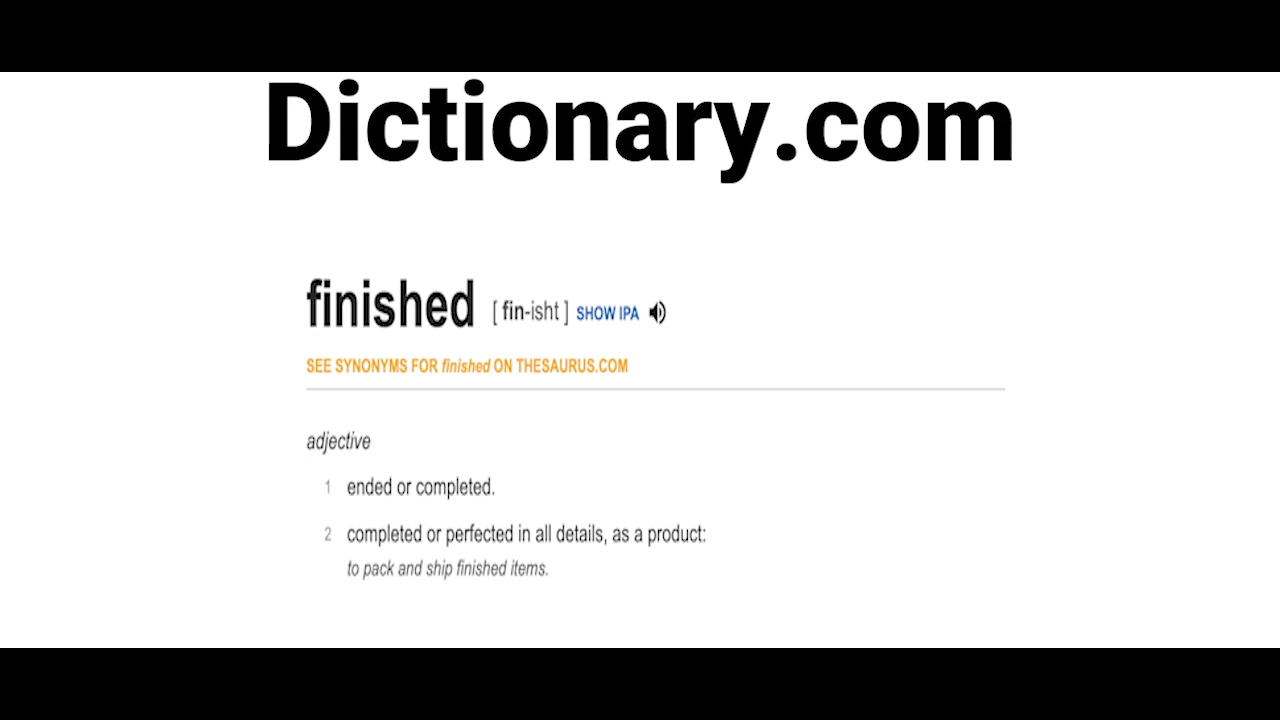 Dictionary.com
finished [ fin-isht ] SHOW IPA
SEE SYNONYMS FOR finished ON THESAURUS.COM
adjective
1 ended or completed.
2 completed or perfected in all details, as a product:
to pack and ship finished items.